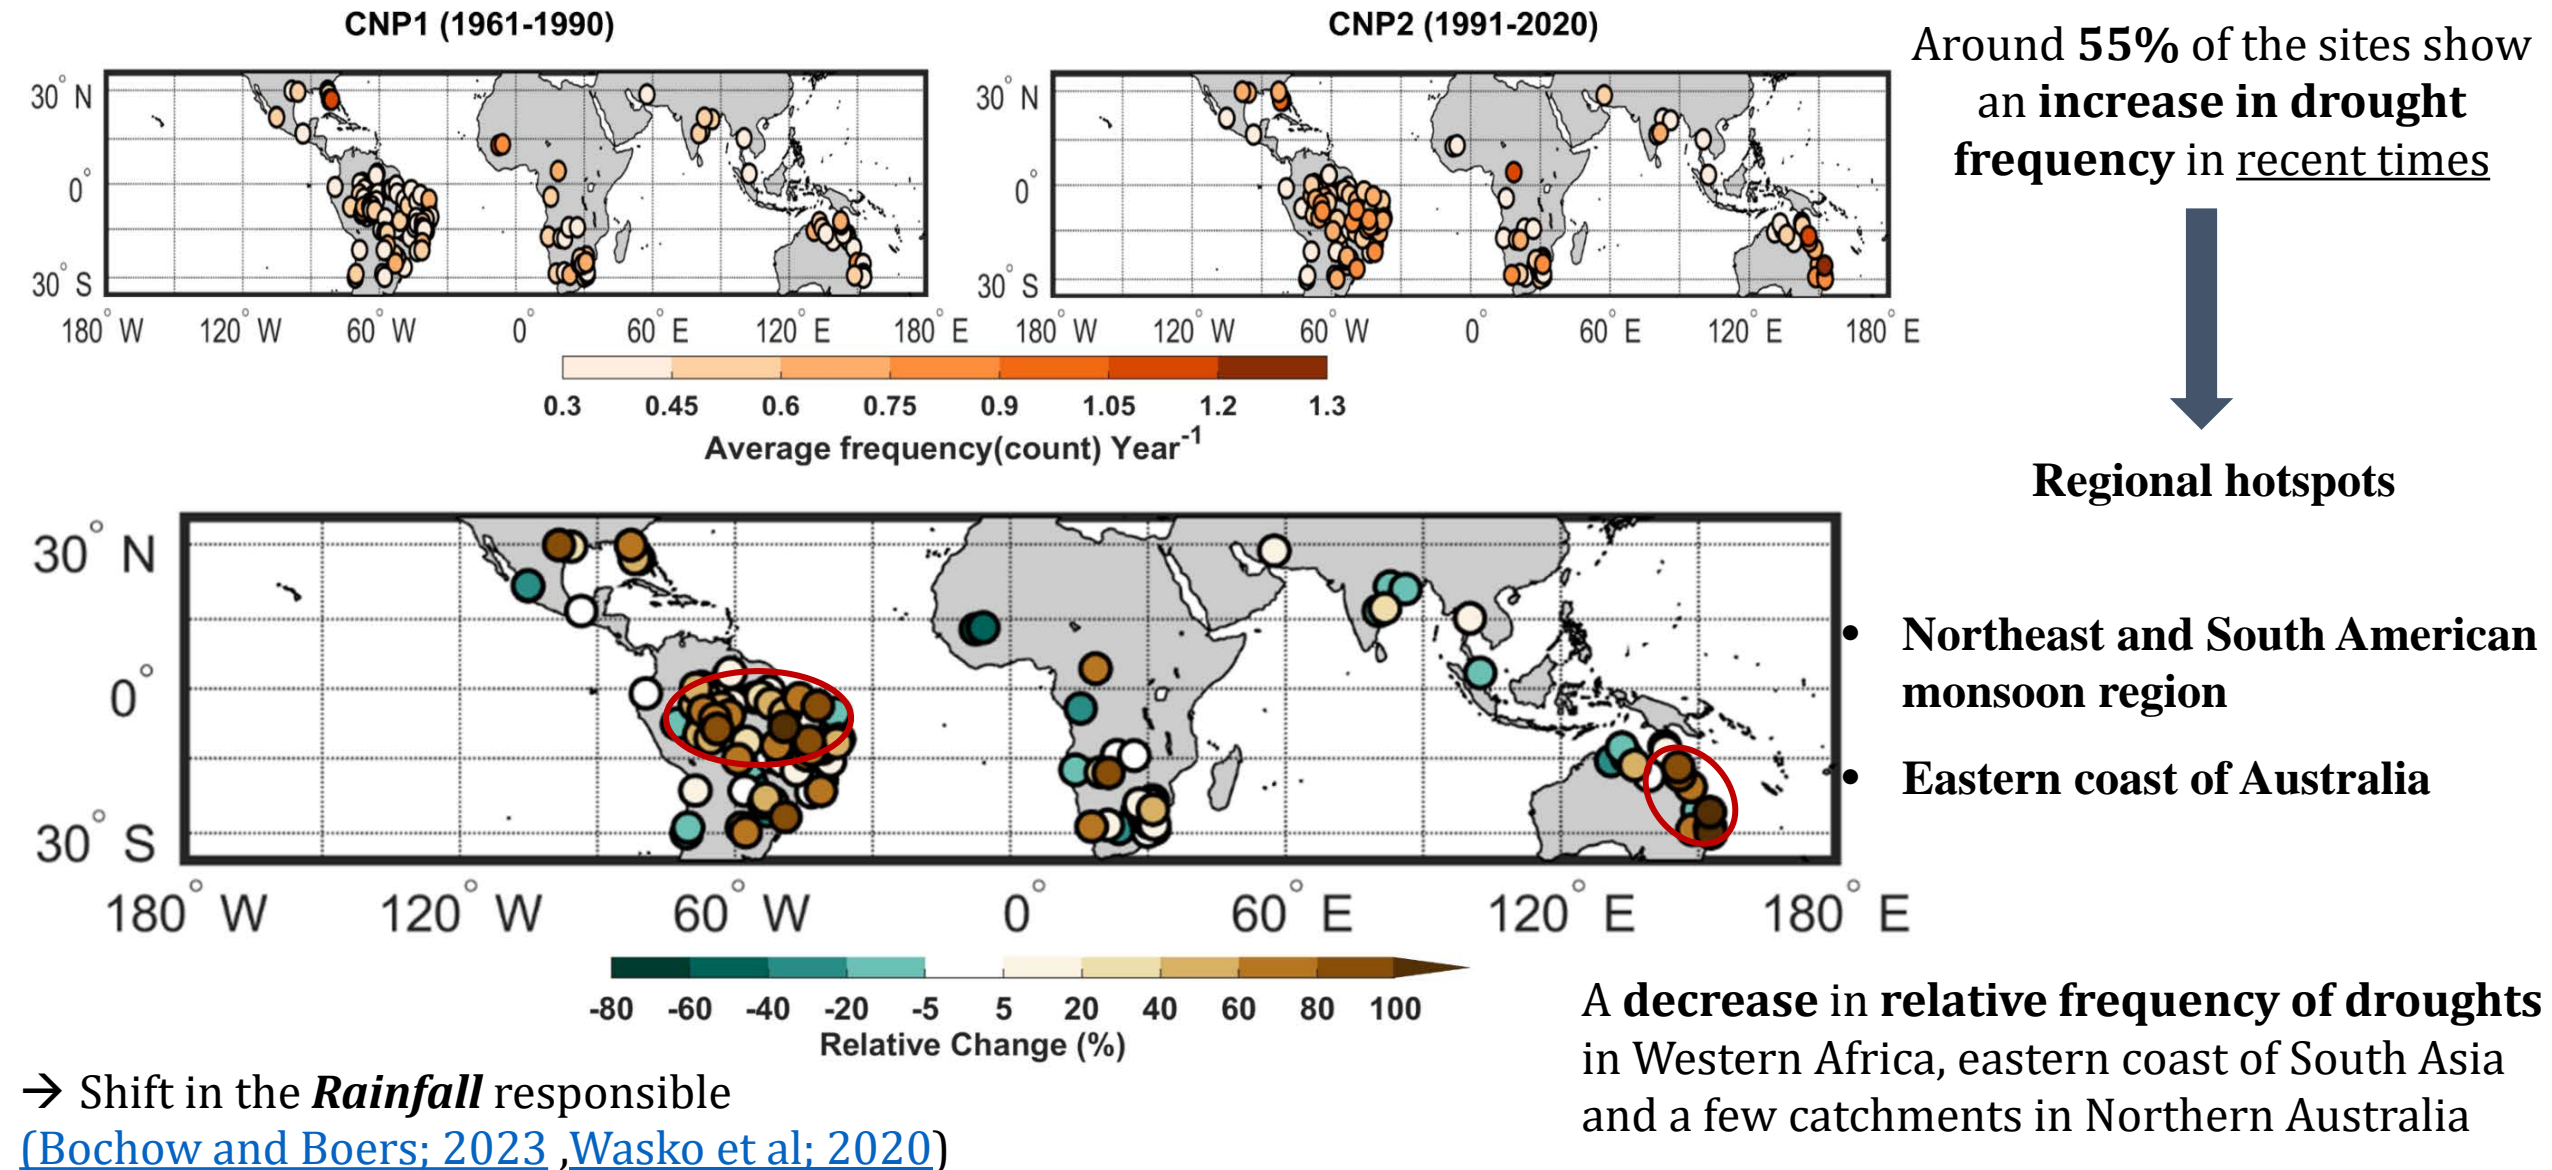 CNP1 (1961-1990)
CNP2 (1991-2020)
30° N
0°
30° S
180° W 120° W 60° W 0° 60° E 120° E 180° E
30° N
0°
30° S
180° W 120° W 60° W 0° 60° E 120° E 180° E
0.3 0.45 0.6 0.75 0.9 1.05 1.2 1.3
Average frequency(count) Year-1
Around 55% of the sites show
an increase in drought
frequency in recent times
Regional hotspots
• Northeast and South American
monsoon region
• Eastern coast of Australia
30° N
0°
30° S
180° W 120° W 60° W 0° 60° E 120° E 180° E
-80 -60 -40 -20 -5 5 20 40 60 80 100
Relative Change (%)
A decrease in relative frequency of droughts
in Western Africa, eastern coast of South Asia
and a few catchments in Northern Australia
→ Shift in the Rainfall responsible
(Bochow and Boers; 2023 ,Wasko et al; 2020)